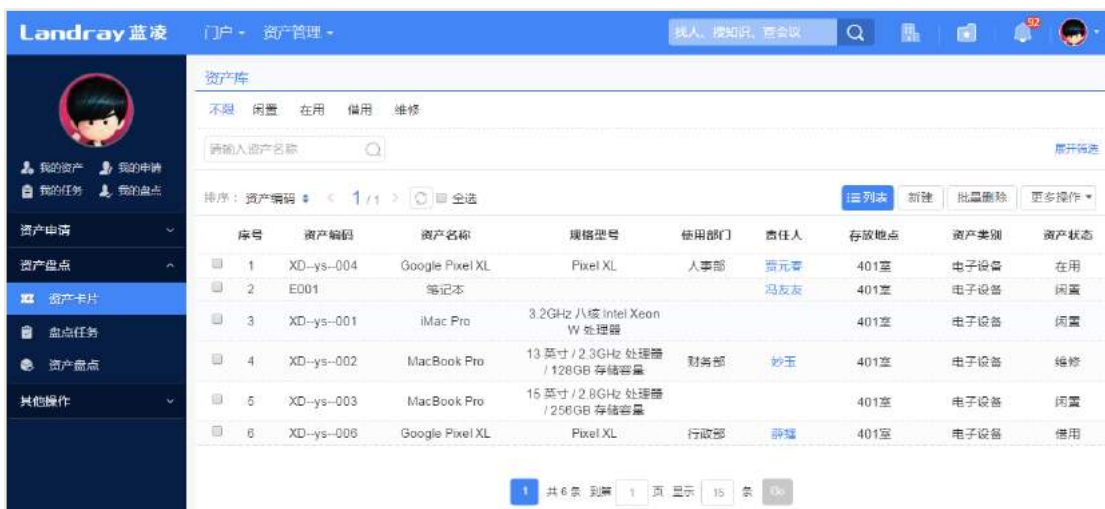 Landray蓝凌 门户 资产管理 找人、搜知识、查会议 92
资产库
不限 闲置 在用 借用 维修
请输入资产名称 展开筛选
我的资产 我的申请
我的任务 我的盘点
排序： 资产编码 1 / 1 全选 列表 新建 批量删除 更多操作
资产申请
序号 资产编码 资产名称 规格型号 使用部门 责任人 存放地点 资产类别 资产状态
资产盘点
1 XD--ys--004 Google Pixel XL Pixel XL 人事部 贾元春 401室 电子设备 在用
2 E001 笔记本 冯友友 401室 电子设备 闲置
资产卡片
3 XD--ys--001 iMac Pro 3.2GHz 八核 Intel Xeon W 处理器 401室 电子设备 闲置
盘点任务
4 XD--ys--002 MacBook Pro 13 英寸 / 2.3GHz 处理器 / 128GB 存储容量 财务部 妙玉 401室 电子设备 维修
资产盘点
5 XD--ys--003 MacBook Pro 15 英寸 / 2.8GHz 处理器 / 256GB 存储容量 401室 电子设备 闲置
其他操作
6 XD--ys--006 Google Pixel XL Pixel XL 行政部 401室 电子设备 借用
1 共 6 条 到第 1 页 显示 15 条 Go